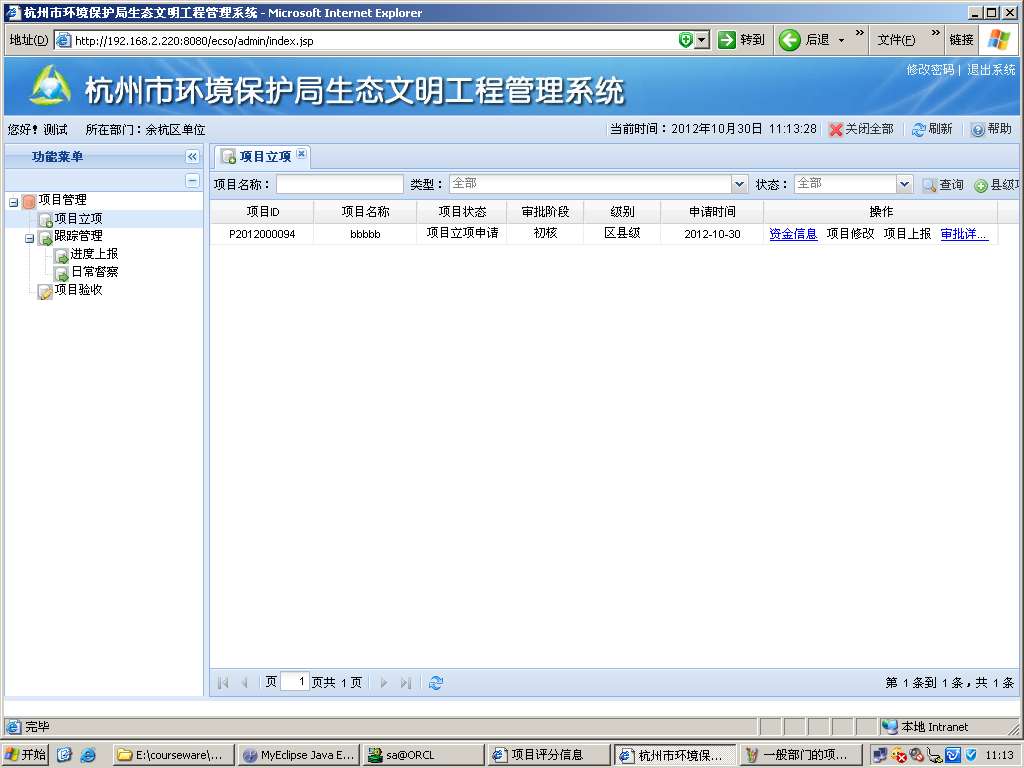 杭州市环境保护局生态文明工程管理系统 - Microsoft Internet Explorer
地址(D) http://192.168.2.220:8080/ecso/admin/index.jsp 转到 后退 » 文件(F) » 链接
修改密码 | 退出系统
杭州市环境保护局生态文明工程管理系统
您好! 测试 所在部门:余杭区单位 当前时间:2012年10月30日 11:13:28 关闭全部 刷新 帮助
功能菜单
项目管理
项目立项
跟踪管理
进度上报
日常督察
项目验收
项目立项
项目名称: 类型: 全部 状态: 全部 查询 县级
项目ID 项目名称 项目状态 审批阶段 级别 申请时间 操作
P2012000094 bbbbb 项目立项申请 初核 区县级 2012-10-30 资金信息 项目修改 项目上报 审批详...
页 1 页共 1 页 第 1 条到 1 条,共 1 条
完毕 本地 Intranet
开始 E:\courseware\... MyEclipse Java E... sa@ORCL 项目评分信息 杭州市环境保... 一般部门的项... 11:13